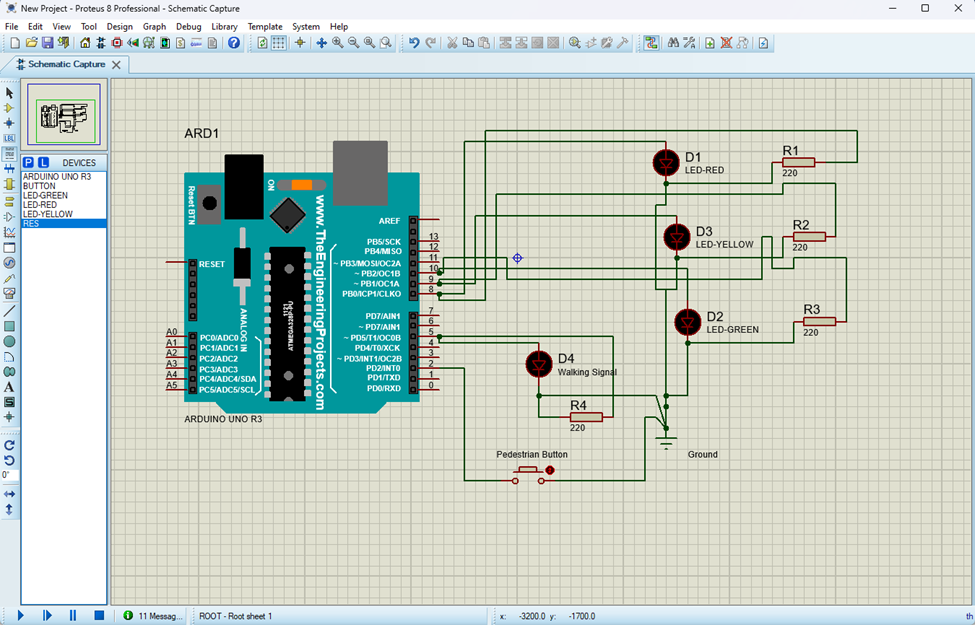 New Project - Proteus 8 Professional - Schematic Capture
File Edit View Tool Design Graph Debug Library Template System Help
Schematic Capture
P L DEVICES
ARDUINO UNO R3
BUTTON
LED-GREEN
LED-RED
LED-YELLOW
RES
LBL
A
0°
ARD1
Reset BTN
ON
www.TheEngineeringProjects.com
ANALOG IN
RESET
AREF
PB5/SCK 13
PB4/MISO 12
~ PB3/MOSI/OC2A 11
~ PB2/OC1B 10
~ PB1/OC1A 9
PB0/ICP1/CLKO 8
PD7/AIN1 7
~ PD7/AIN1 6
~ PD5/T1/OC0B 5
PD4/T0/XCK 4
~ PD3/INT1/OC2B 3
PD2/INT0 2
PD1/TXD 1
PD0/RXD 0
A0 PC0/ADC0
A1 PC1/ADC1
A2 PC2/ADC2
A3 PC3/ADC3
A4 PC4/ADC4/SDA
A5 PC5/ADC5/SCL
ARDUINO UNO R3
D1
LED-RED
R1
220
D3
LED-YELLOW
R2
220
D2
LED-GREEN
R3
220
D4
Walking Signal
R4
220
Pedestrian Button
Ground
11 Messag...
ROOT - Root sheet 1
x: -3200.0 y: -1700.0
th